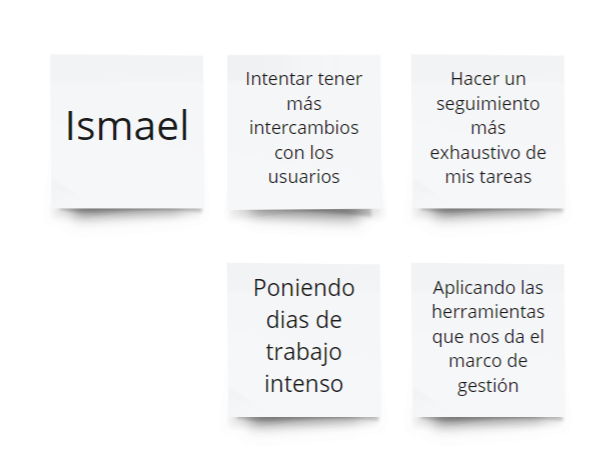 Ismael
Intentar tener
más
intercambios
con los
usuarios
Hacer un
seguimiento
más
exhaustivo de
mis tareas
Poniendo
dias de
trabajo
intenso
Aplicando las
herramientas
que nos da el
marco de
gestión